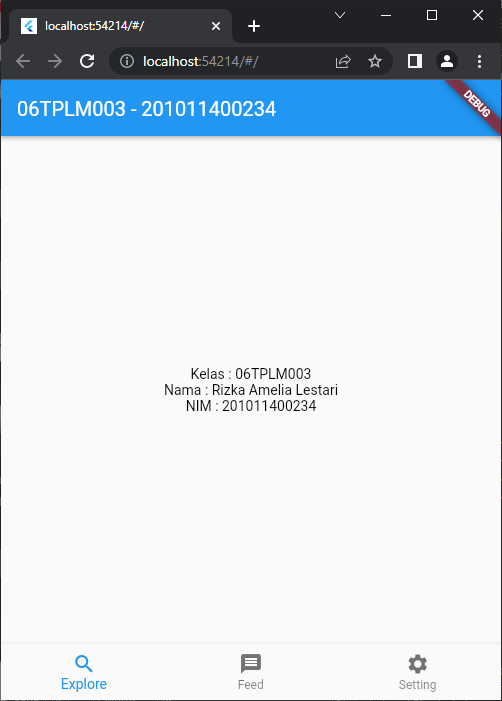 localhost:54214/#/
localhost:54214/#/
06TPLM003 - 201011400234
DEBUG
Kelas : 06TPLM003
Nama : Rizka Amelia Lestari
NIM : 201011400234
Explore
Feed
Setting